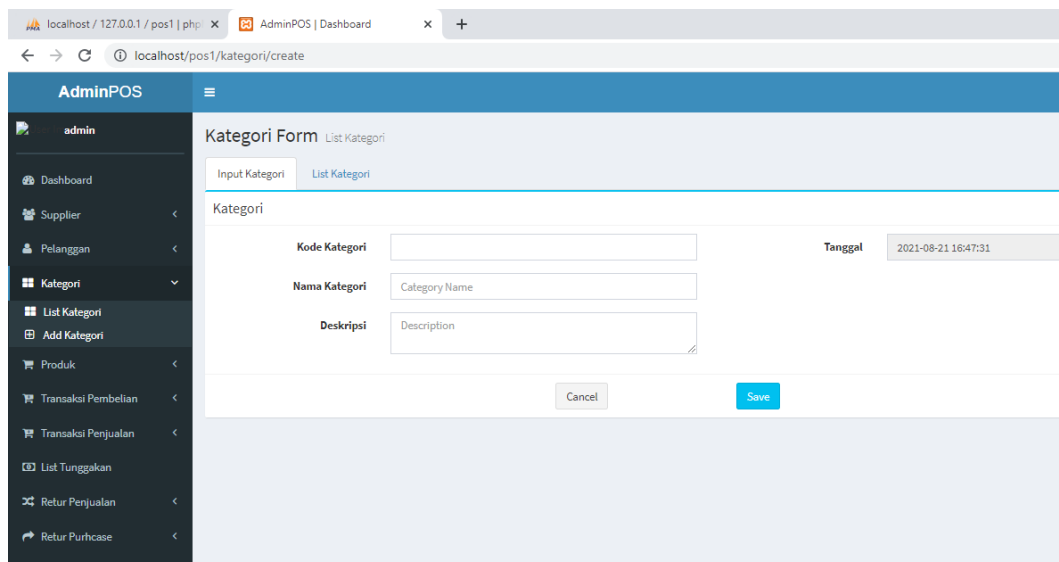 localhost / 127.0.0.1 / pos1 | php
AdminPOS | Dashboard
localhost/pos1/kategori/create
AdminPOS
admin
Dashboard
Supplier
Pelanggan
Kategori
List Kategori
Add Kategori
Produk
Transaksi Pembelian
Transaksi Penjualan
List Tunggakan
Retur Penjualan
Retur Purhcase
Kategori Form List Kategori
Input Kategori List Kategori
Kategori
Kode Kategori
Tanggal 2021-08-21 16:47:31
Nama Kategori Category Name
Deskripsi Description
Cancel Save